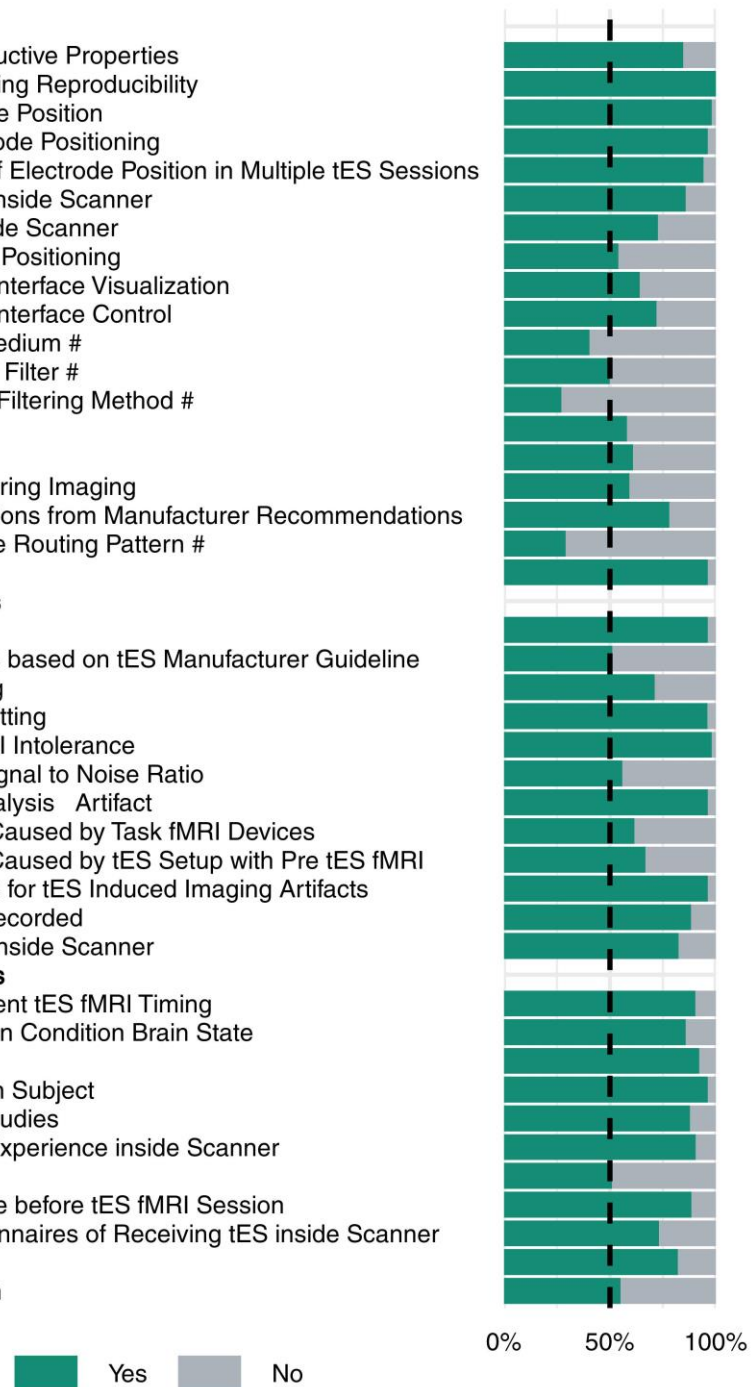 uctive Properties
ing Reproducibility
e Position
ode Positioning
f Electrode Position in Multiple tES Sessions
nside Scanner
de Scanner
Positioning
nterface Visualization
nterface Control
edium #
Filter #
Filtering Method #
ring Imaging
ons from Manufacturer Recommendations
e Routing Pattern #
s
based on tES Manufacturer Guideline
g
tting
I Intolerance
gnal to Noise Ratio
alysis Artifact
Caused by Task fMRI Devices
Caused by tES Setup with Pre tES fMRI
for tES Induced Imaging Artifacts
ecorded
nside Scanner
s
ent tES fMRI Timing
n Condition Brain State
n Subject
udies
xperience inside Scanner
e before tES fMRI Session
nnaires of Receiving tES inside Scanner
n
0% 50% 100%
Yes No